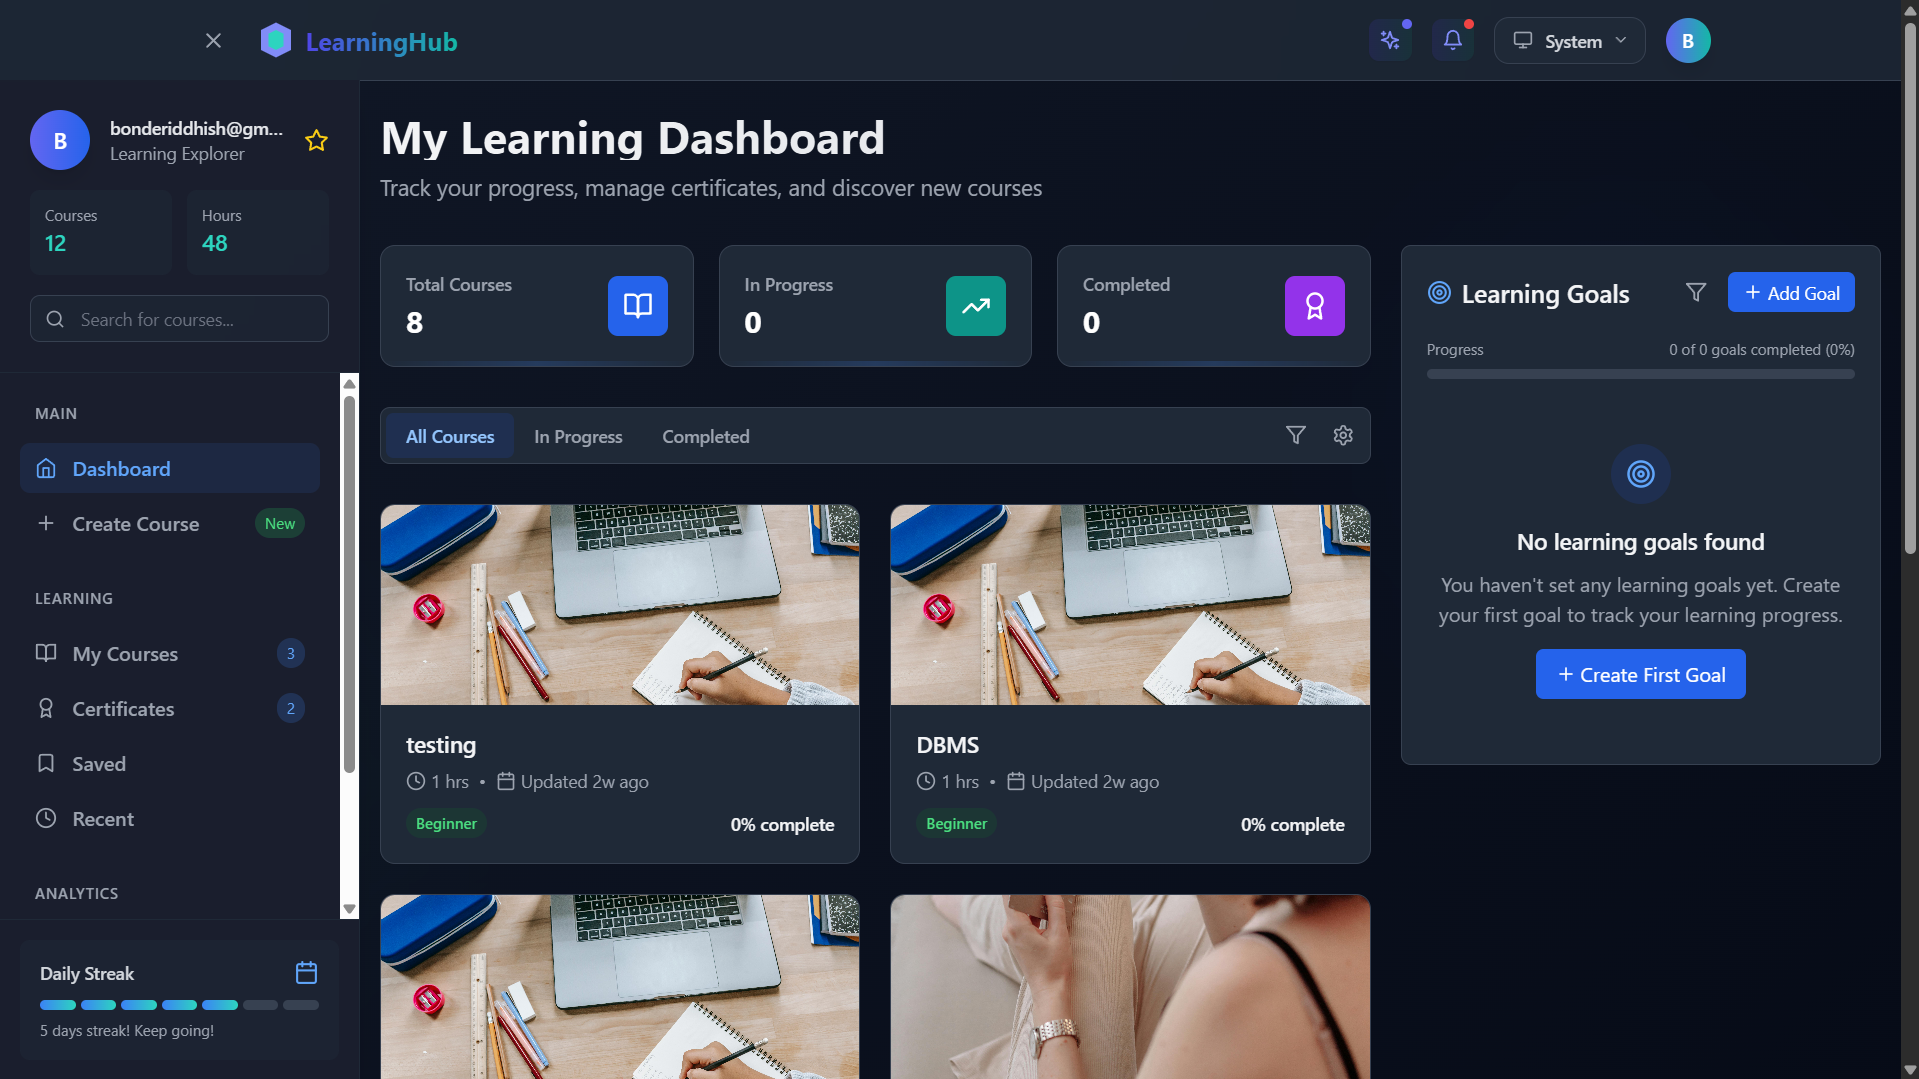 LearningHub
System
B
B
bonderiddhish@gm...
Learning Explorer
Courses
12
Hours
48
Search for courses...
MAIN
Dashboard
Create Course
New
LEARNING
My Courses
3
Certificates
2
Saved
Recent
ANALYTICS
Daily Streak
5 days streak! Keep going!
My Learning Dashboard
Track your progress, manage certificates, and discover new courses
Total Courses
8
In Progress
0
Completed
0
All Courses
In Progress
Completed
testing
1 hrs • Updated 2w ago
Beginner
0% complete
DBMS
1 hrs • Updated 2w ago
Beginner
0% complete
Learning Goals
+ Add Goal
Progress
0 of 0 goals completed (0%)
No learning goals found
You haven't set any learning goals yet. Create
your first goal to track your learning progress.
+ Create First Goal